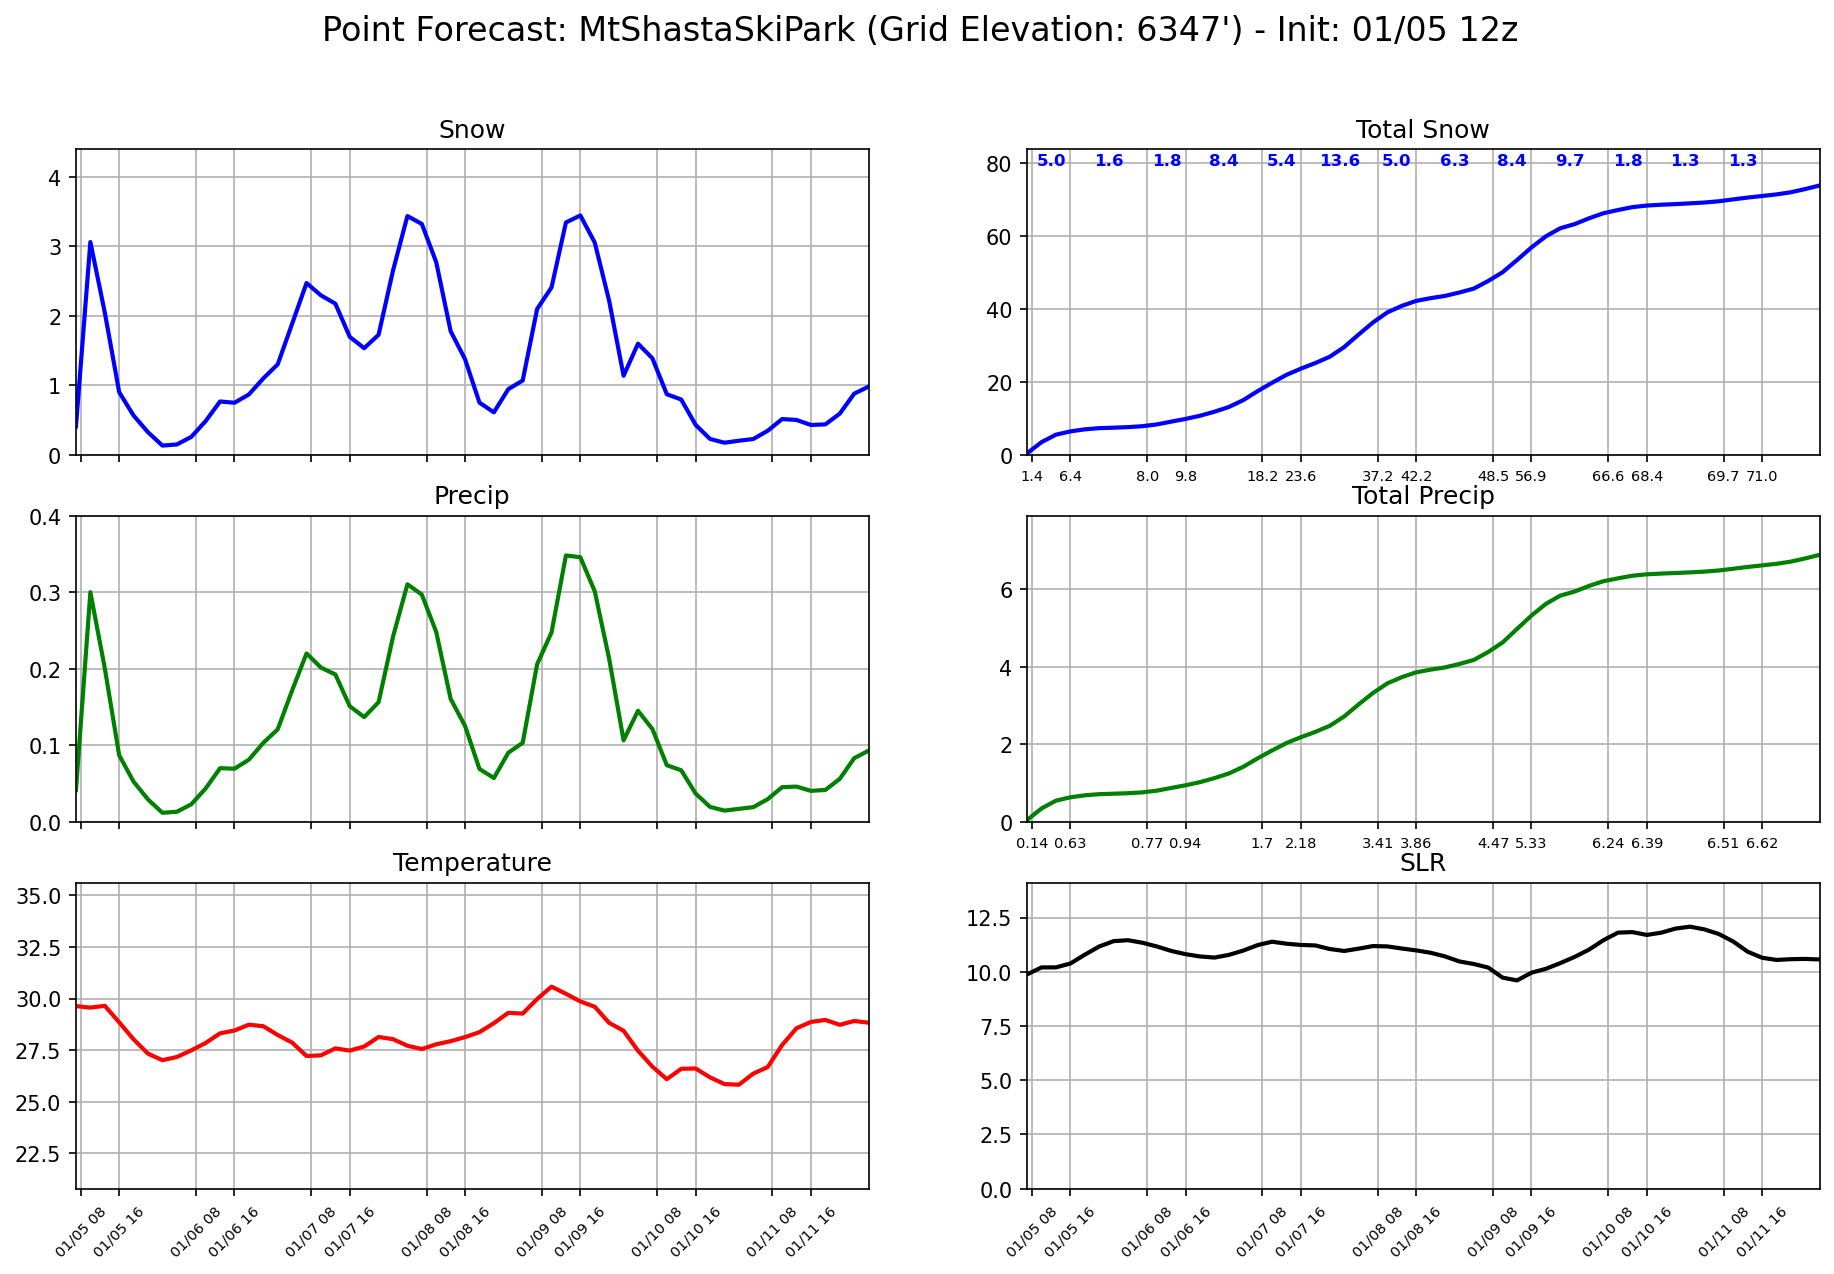 Point Forecast: MtShastaSkiPark (Grid Elevation: 6347') - Init: 01/05 12z
Snow
4
3
2
1
0
Total Snow
5.0 1.6 1.8 8.4 5.4 13.6 5.0 6.3 8.4 9.7 1.8 1.3 1.3
80
60
40
20
0
1.4 6.4 8.0 9.8 18.2 23.6 37.2 42.2 48.5 56.9 66.6 68.4 69.7 71.0
Precip
0.4
0.3
0.2
0.1
0.0
Total Precip
6
4
2
0
0.14 0.63 0.77 0.94 1.7 2.18 3.41 3.86 4.47 5.33 6.24 6.39 6.51 6.62
Temperature
35.0
32.5
30.0
27.5
25.0
22.5
01/05 08 01/05 16 01/06 08 01/06 16 01/07 08 01/07 16 01/08 08 01/08 16 01/09 08 01/09 16 01/10 08 01/10 16 01/11 08 01/11 16
SLR
12.5
10.0
7.5
5.0
2.5
0.0
01/05 08 01/05 16 01/06 08 01/06 16 01/07 08 01/07 16 01/08 08 01/08 16 01/09 08 01/09 16 01/10 08 01/10 16 01/11 08 01/11 16